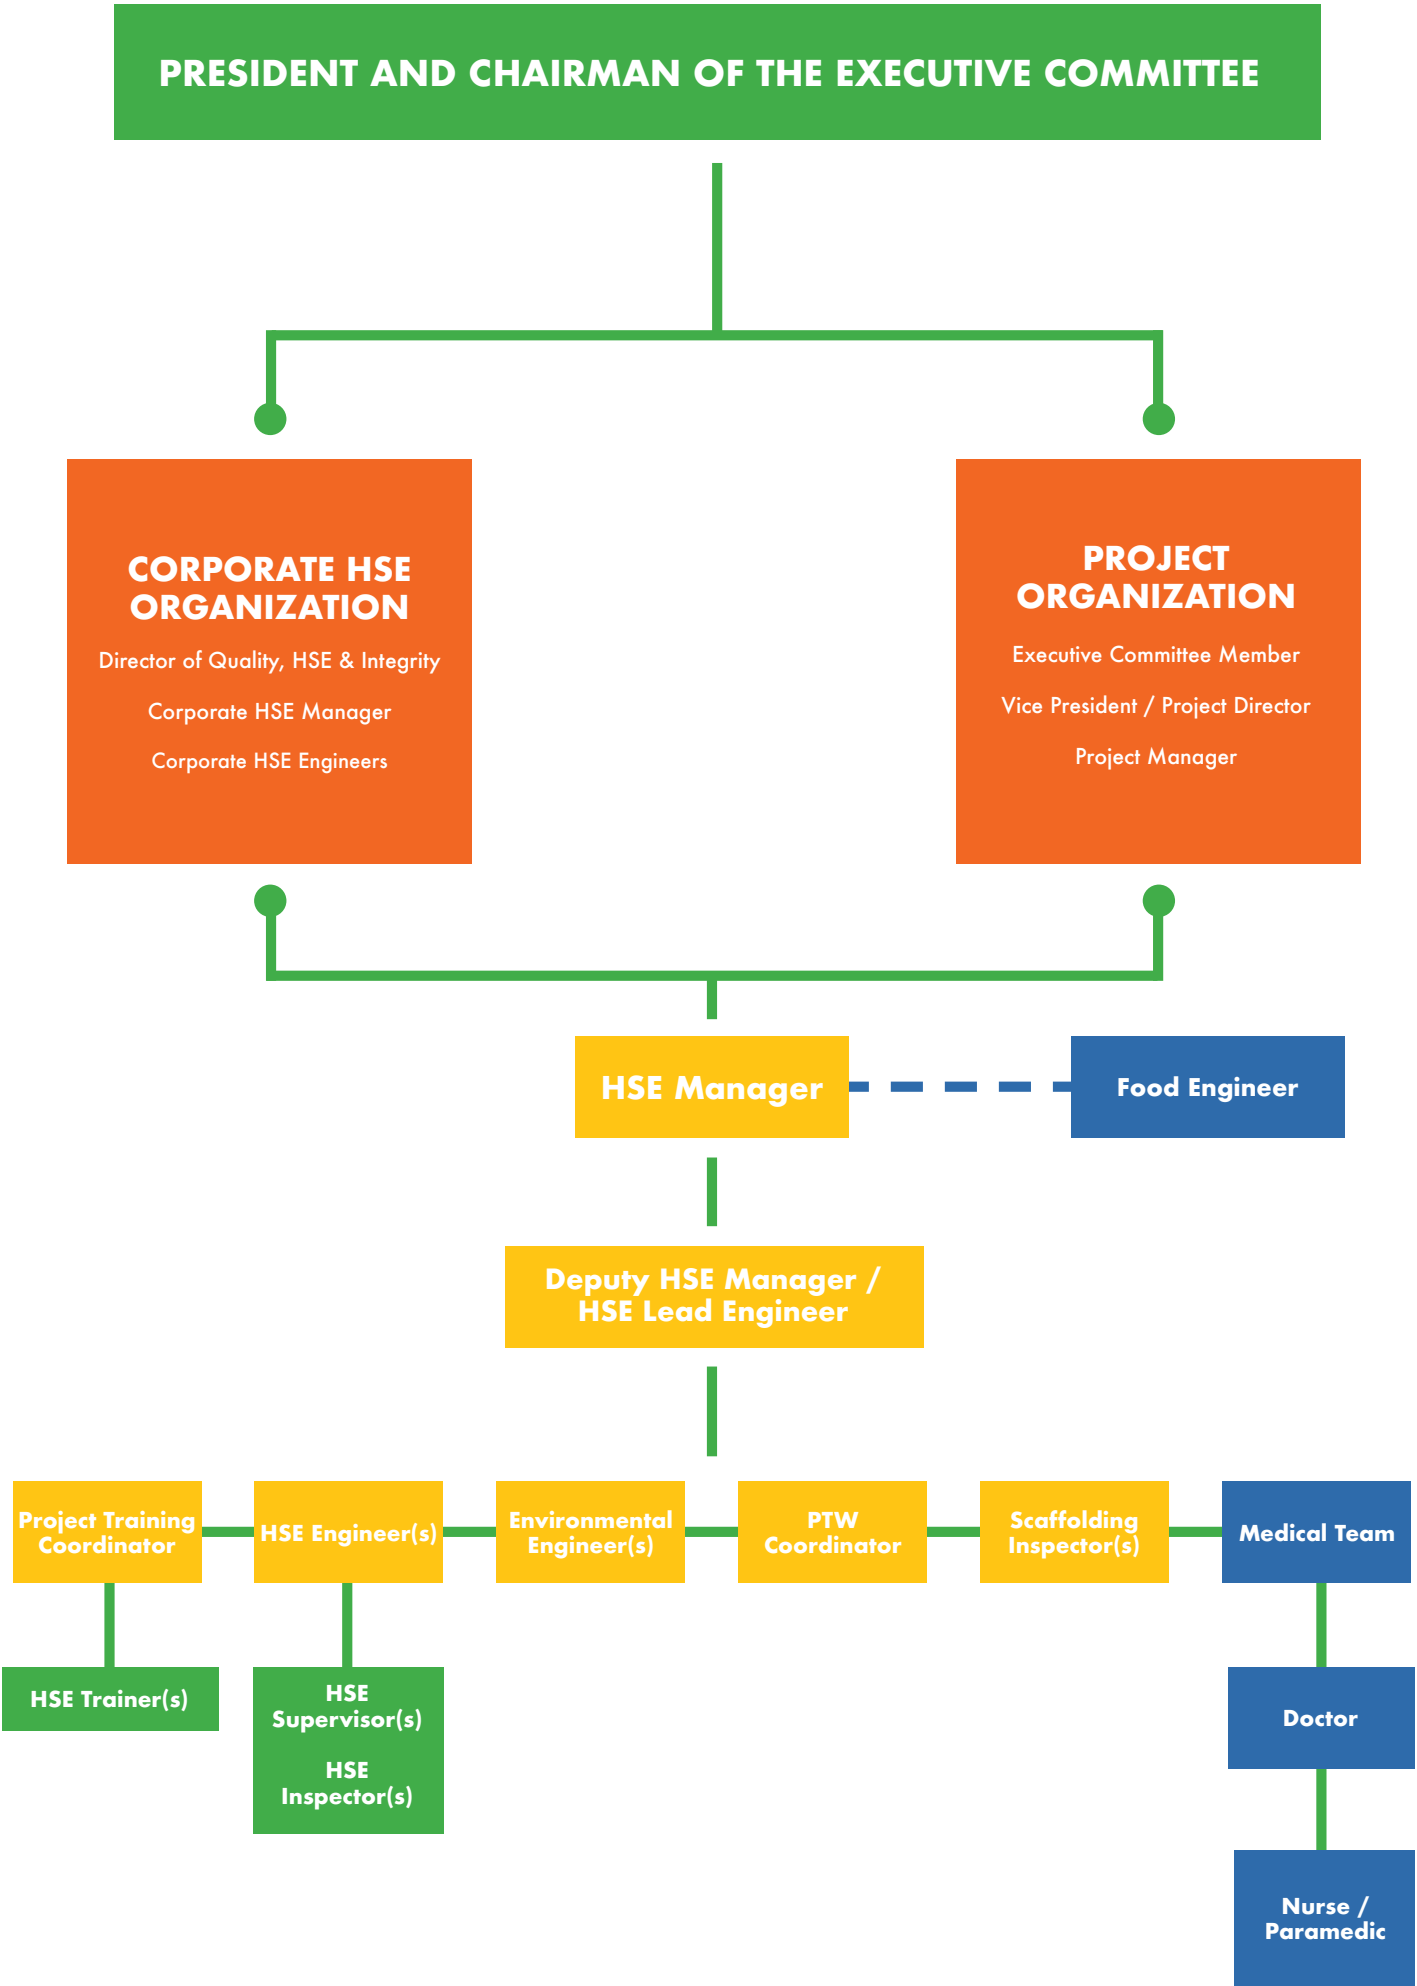 PRESIDENT AND CHAIRMAN OF THE EXECUTIVE COMMITTEE
CORPORATE HSE
ORGANIZATION
Director of Quality, HSE & Integrity
Corporate HSE Manager
Corporate HSE Engineers
PROJECT
ORGANIZATION
Executive Committee Member
Vice President / Project Director
Project Manager
HSE Manager
Food Engineer
Deputy HSE Manager /
HSE Lead Engineer
Project Training
Coordinator
HSE Engineer(s)
Environmental
Engineer(s)
PTW
Coordinator
Scaffolding
Inspector(s)
Medical Team
HSE Trainer(s)
HSE
Supervisor(s)
HSE
Inspector(s)
Doctor
Nurse /
Paramedic